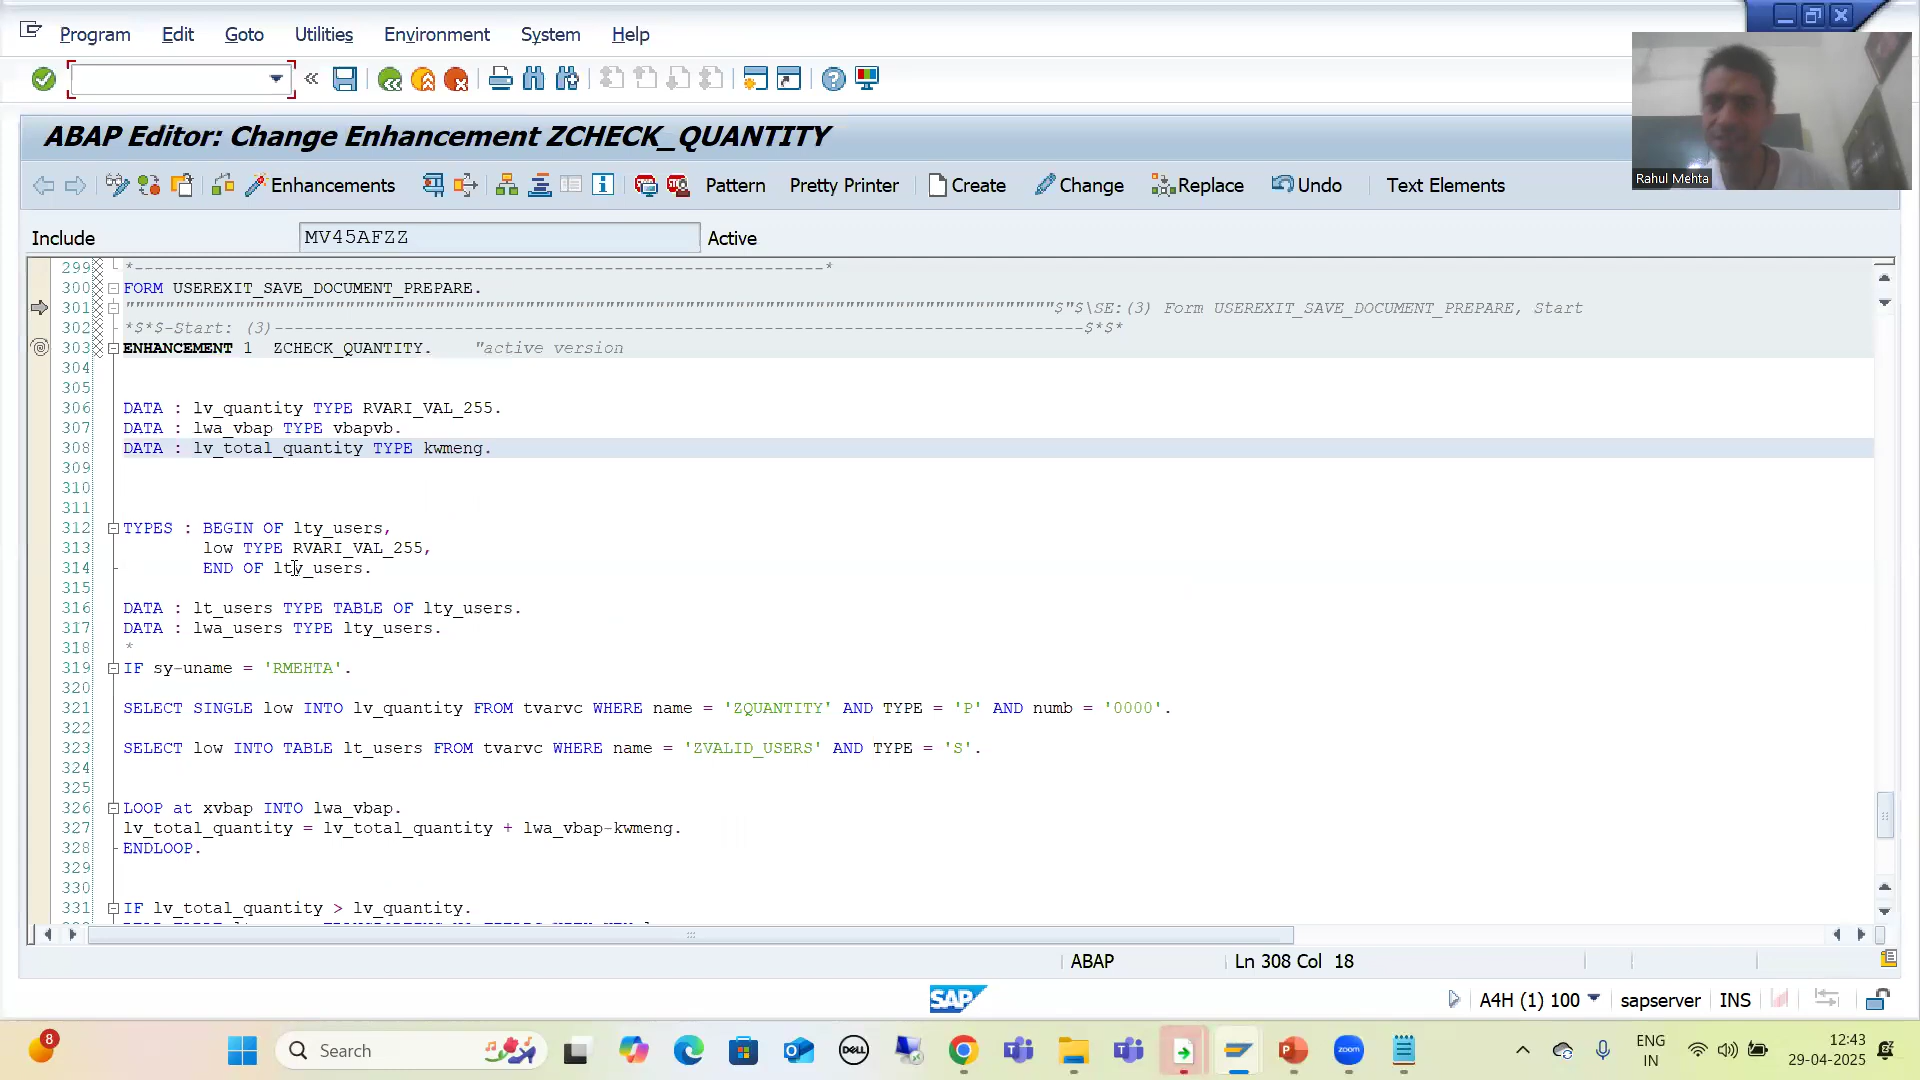 Program Edit Goto Utilities Environment System Help
ABAP Editor: Change Enhancement ZCHECK_QUANTITY
Enhancements Pattern Pretty Printer Create Change Replace Undo Text Elements
Rahul Mehta
Include MV45AFZZ Active
299 *---------------------------------------------------------------------*
300 FORM USEREXIT_SAVE_DOCUMENT_PREPARE.
301 """""""""""""""""""""""""""""""""""""""""""""""""""""""""""""""""""""""""""""""""""""""""""""$"$\SE:(3) Form USEREXIT_SAVE_DOCUMENT_PREPARE, Start
302 *$*$-Start: (3)---------------------------------------------------------------------------------$*$*
303 ENHANCEMENT 1  ZCHECK_QUANTITY.    "active version
304
305
306 DATA : lv_quantity TYPE RVARI_VAL_255.
307 DATA : lwa_vbap TYPE vbapvb.
308 DATA : lv_total_quantity TYPE kwmeng.
309
310
311
312 TYPES : BEGIN OF lty_users,
313 low TYPE RVARI_VAL_255,
314 END OF lty_users.
315
316 DATA : lt_users TYPE TABLE OF lty_users.
317 DATA : lwa_users TYPE lty_users.
318 *
319 IF sy-uname = 'RMEHTA'.
320
321 SELECT SINGLE low INTO lv_quantity FROM tvarvc WHERE name = 'ZQUANTITY' AND TYPE = 'P' AND numb = '0000'.
322
323 SELECT low INTO TABLE lt_users FROM tvarvc WHERE name = 'ZVALID_USERS' AND TYPE = 'S'.
324
325
326 LOOP at xvbap INTO lwa_vbap.
327 lv_total_quantity = lv_total_quantity + lwa_vbap-kwmeng.
328 ENDLOOP.
329
330
331 IF lv_total_quantity > lv_quantity.
ABAP Ln 308 Col 18
SAP A4H (1) 100 sapserver INS
8 Search DELL zoom ENG IN 12:43 29-04-2025